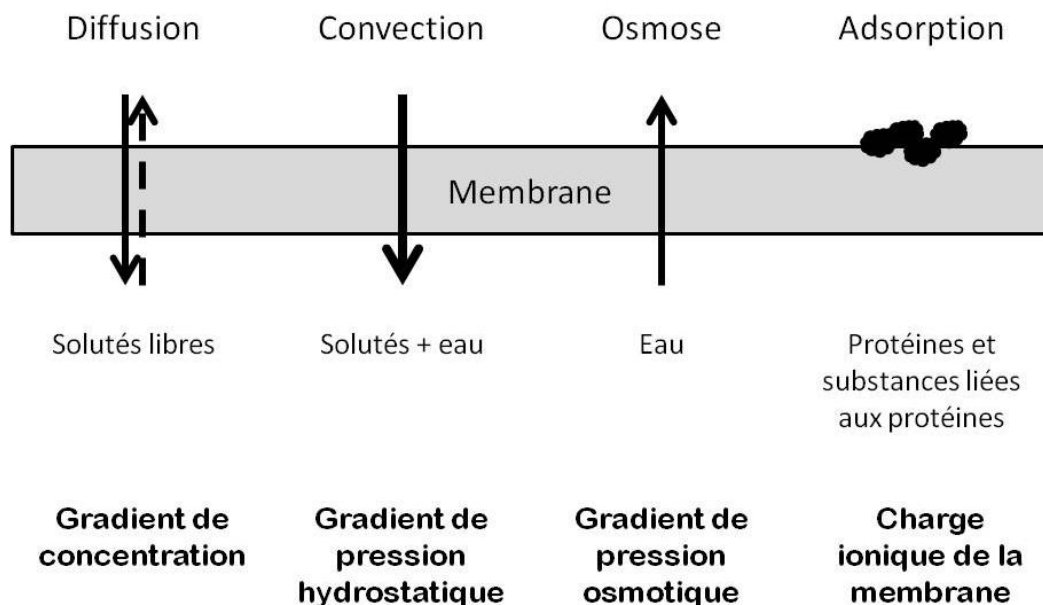 Diffusion
Convection
Osmose
Adsorption
Membrane
Solutés libres
Solutés + eau
Eau
Protéines et
substances liées
aux protéines
Gradient de
concentration
Gradient de
pression
hydrostatique
Gradient de
pression
osmotique
Charge
ionique de la
membrane